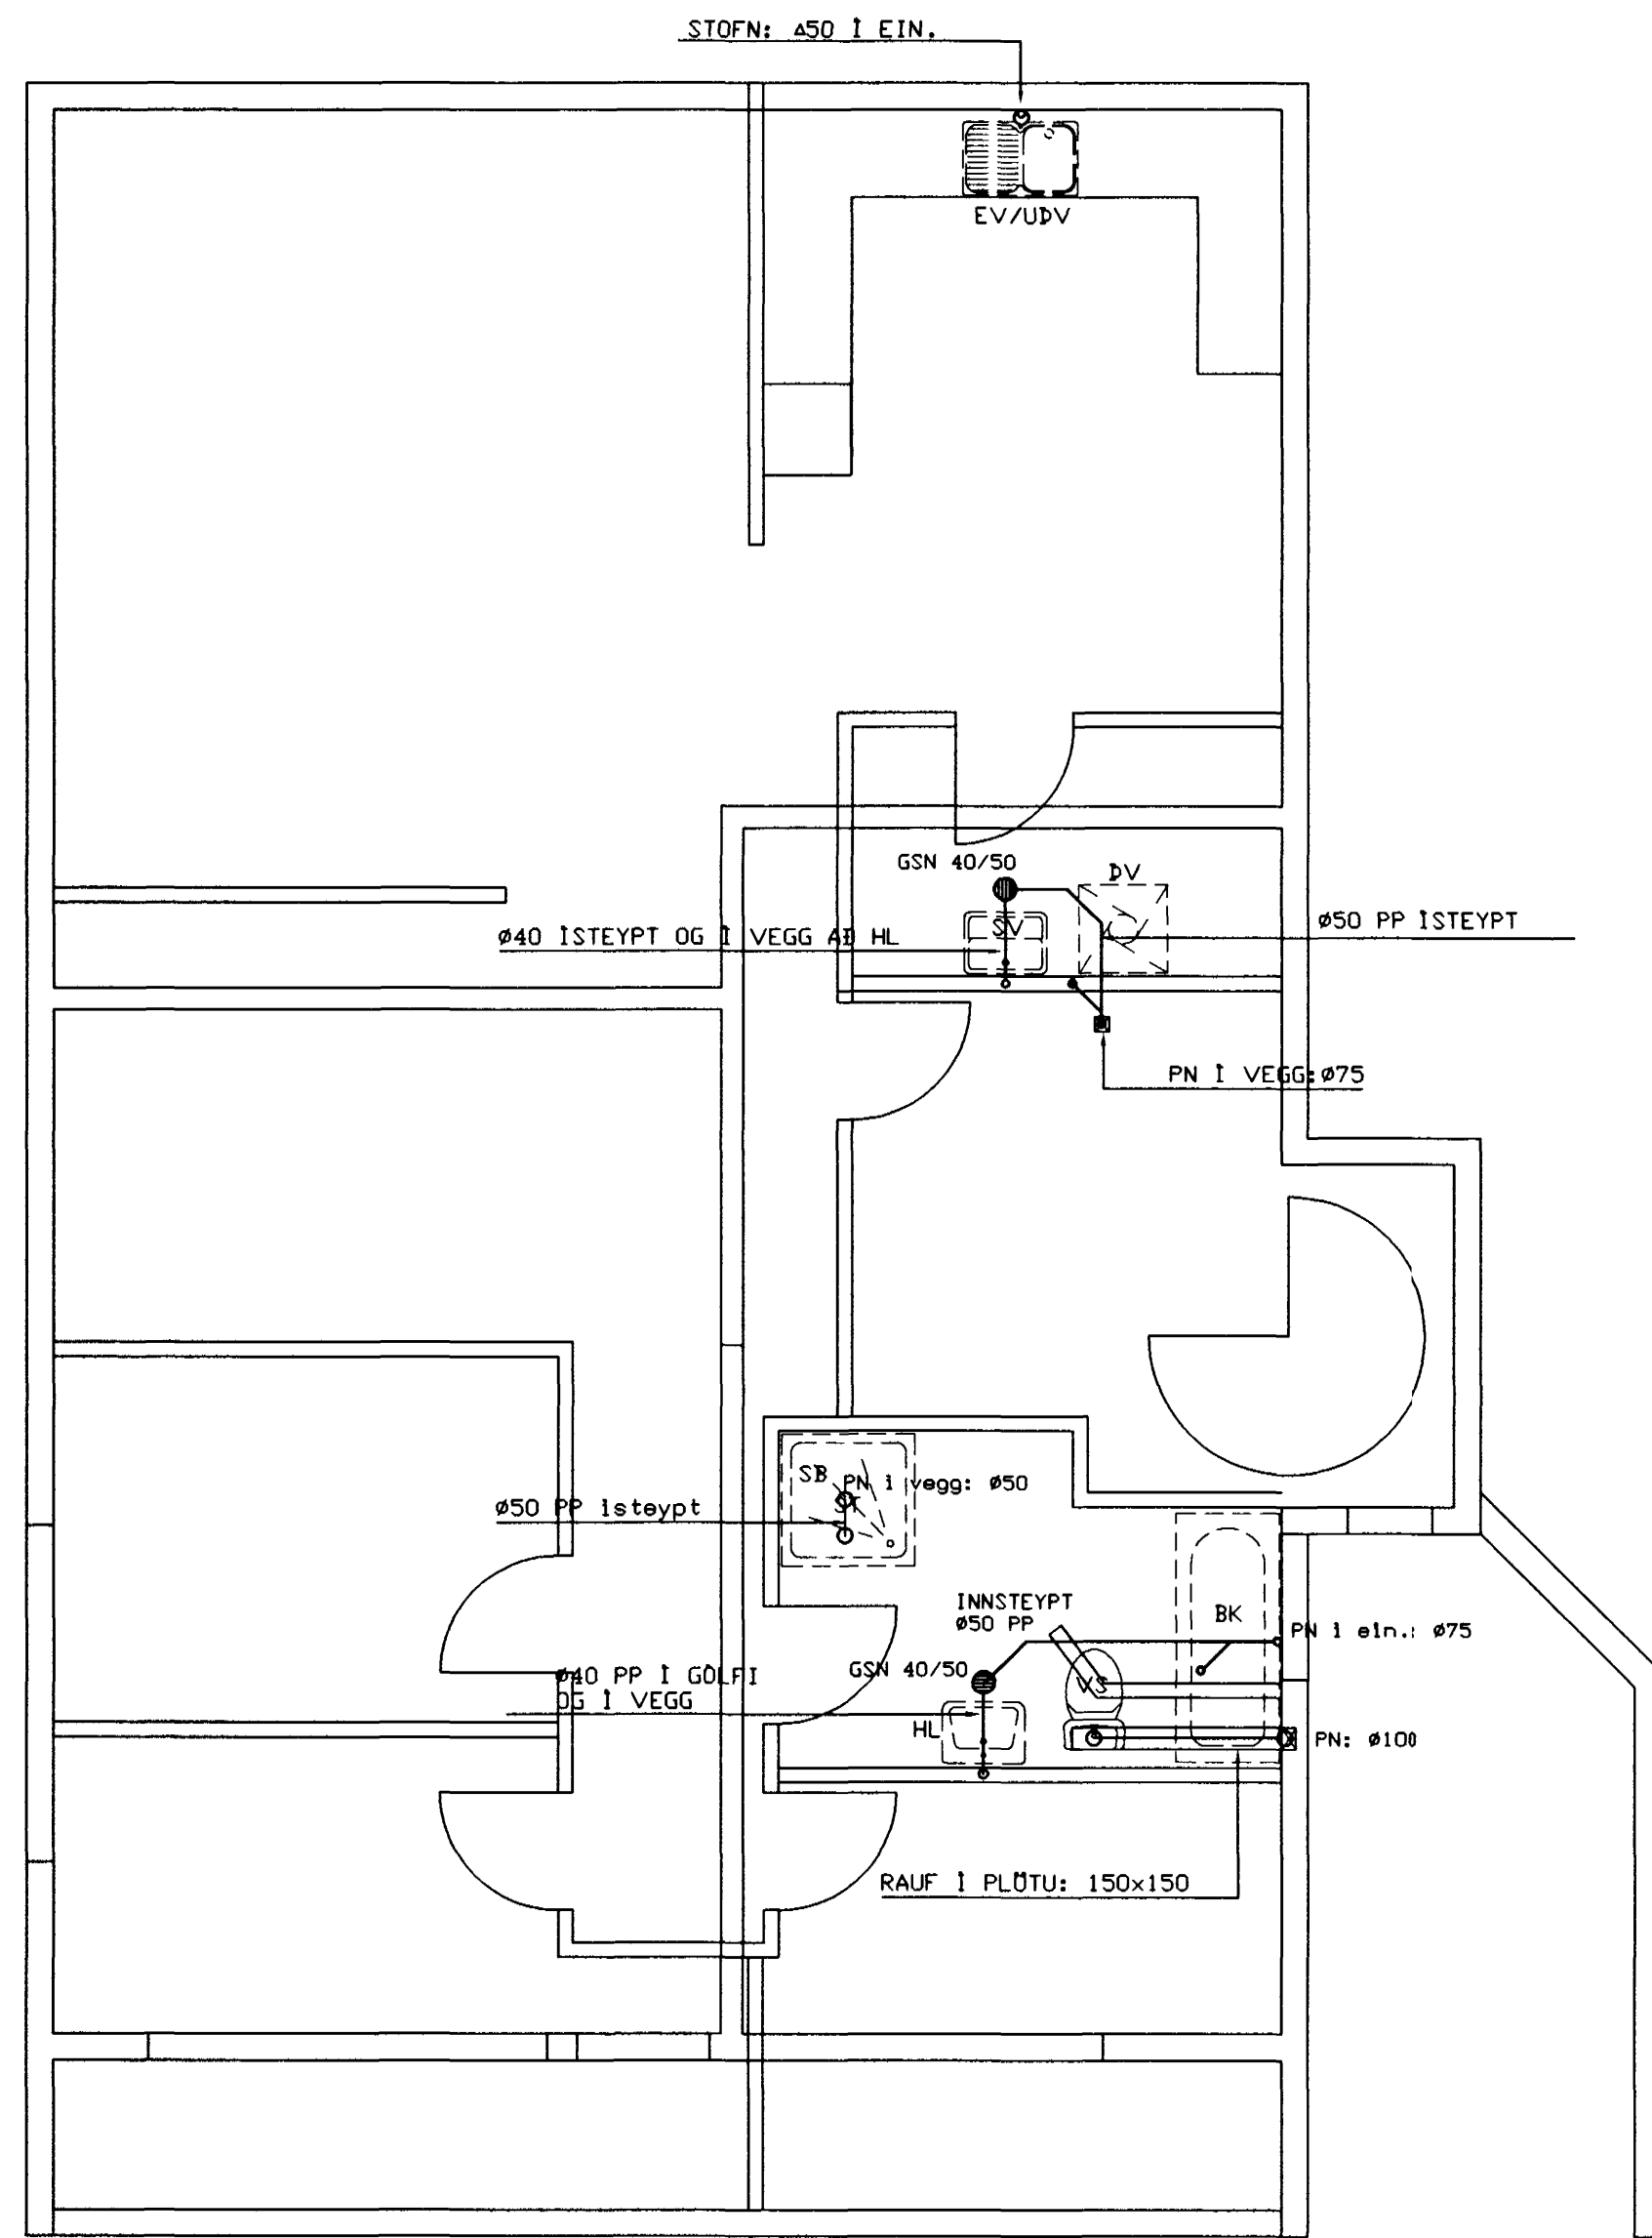 STOFN: ∆50 Í EIN.
EV/UDV
GSN 40/50
DV
SV
Ø40 ÍSTEYPT OG Í VEGG AÐ HL
Ø50 PP ÍSTEYPT
PN Í VEGG:Ø75
SB
PN í vegg: Ø50
ST
Ø50 PP ísteypt
INNSTEYPT
Ø50 PP
BK
PN í ein.: Ø75
GSN 40/50
Ø40 PP Í GÓLFI
OG Í VEGG
VS
HL
PN: Ø100
RAUF Í PLÖTU: 150x150